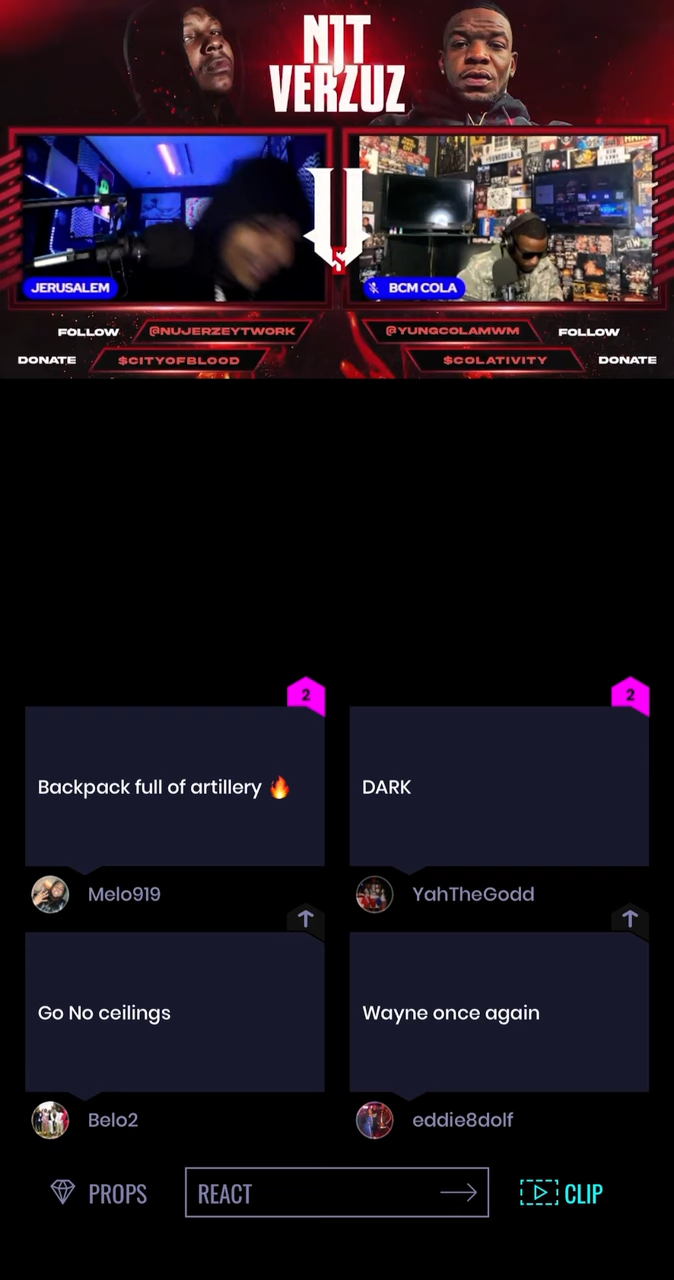 NJT
VERZUZ
JERUSALEM
VS
BCM COLA
FOLLOW @NUJERZEYTWORK
@YUNGCOLAMWM FOLLOW
DONATE $CITYOFBLOOD
$COLATIVITY DONATE
2
2
Backpack full of artillery 🔥
DARK
Melo919
YahTheGodd
Go No ceilings
Wayne once again
Belo2
eddie8dolf
PROPS
REACT
CLIP